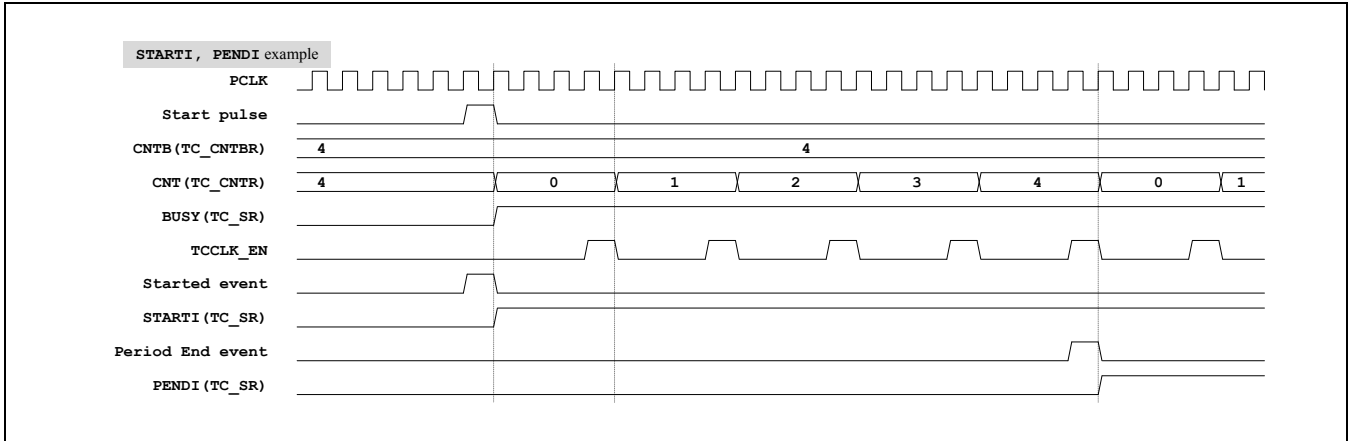 STARTI, PENDI example
PCLK
Start pulse
CNTB(TC_CNTBR) 4 4
CNT(TC_CNTR) 4 0 1 2 3 4 0 1
BUSY(TC_SR)
TCCLK_EN
Started event
STARTI(TC_SR)
Period End event
PENDI(TC_SR)